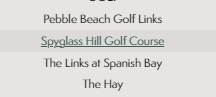 Pebble Beach Golf Links
Spyglass Hill Golf Course
The Links at Spanish Bay
The Hay